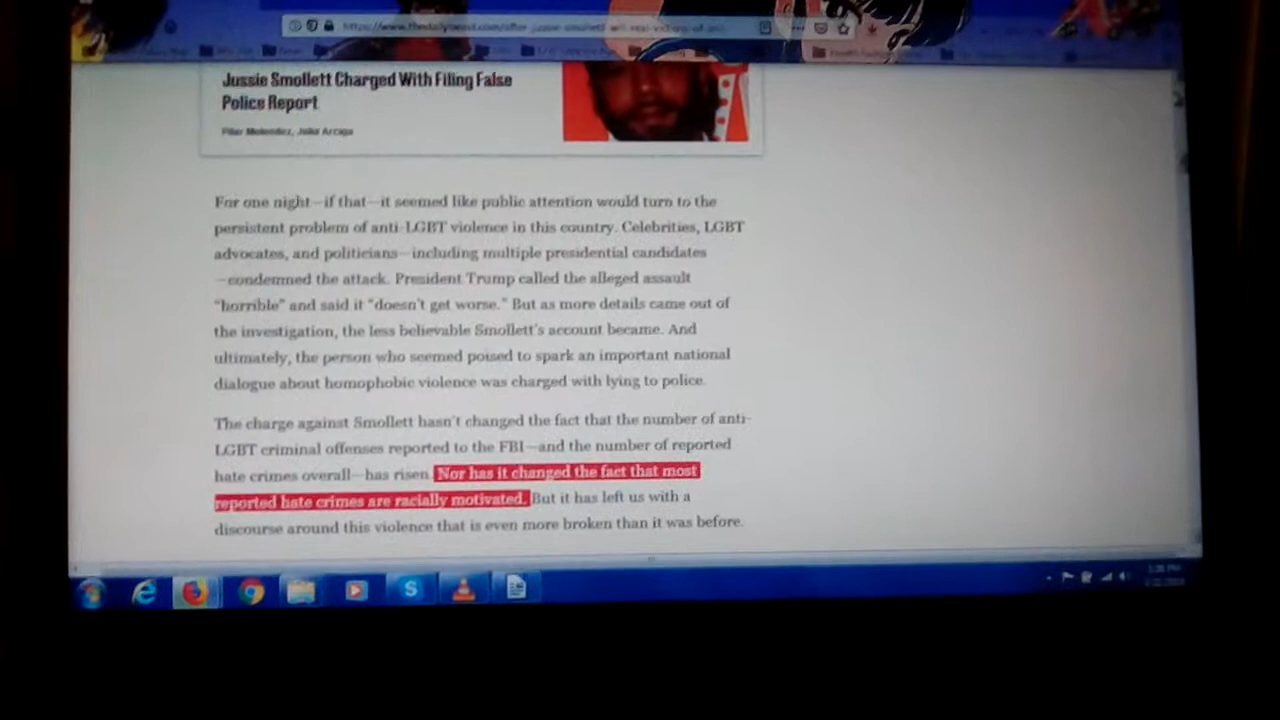 Jussie Smollett Charged With Filing False
Police Report
For one night—if that—it seemed like public attention would turn to the
persistent problem of anti-LGBT violence in this country. Celebrities, LGBT
advocates, and politicians—including multiple presidential candidates
—condemned the attack. President Trump called the alleged assault
"horrible" and said it "doesn't get worse." But as more details came out of
the investigation, the less believable Smollett's account became. And
ultimately, the person who seemed poised to spark an important national
dialogue about homophobic violence was charged with lying to police.
The charge against Smollett hasn't changed the fact that the number of anti-
LGBT criminal offenses reported to the FBI—and the number of reported
hate crimes overall—has risen. Nor has it changed the fact that most
reported hate crimes are racially motivated. But it has left us with a
discourse around this violence that is even more broken than it was before.